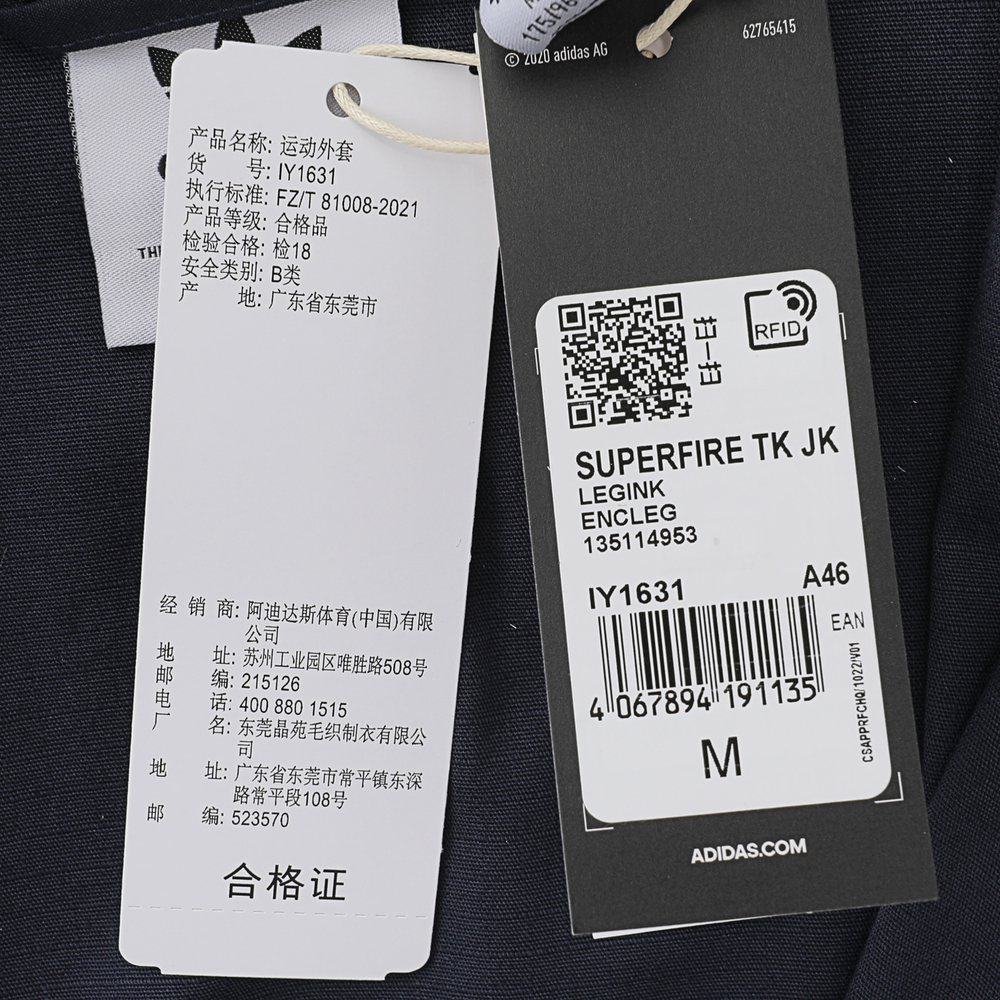 产品名称: 运动外套
货 号: IY1631
执行标准: FZ/T 81008-2021
产品等级: 合格品
检验合格: 检18
安全类别: B类
产 地: 广东省东莞市
经 销 商: 阿迪达斯体育(中国)有限
公司
地 址: 苏州工业园区唯胜路508号
邮 编: 215126
电 话: 400 880 1515
厂 名: 东莞晶苑毛织制衣有限公
司
地 址: 广东省东莞市常平镇东深
路常平段108号
邮 编: 523570
合格证
© 2020 adidas AG
62765415
RFID
SUPERFIRE TK JK
LEGINK
ENCLEG
135114953
IY1631
A46
EAN
4 067894 191135
CSAPPRFCHQ/1022/V01
M
ADIDAS.COM